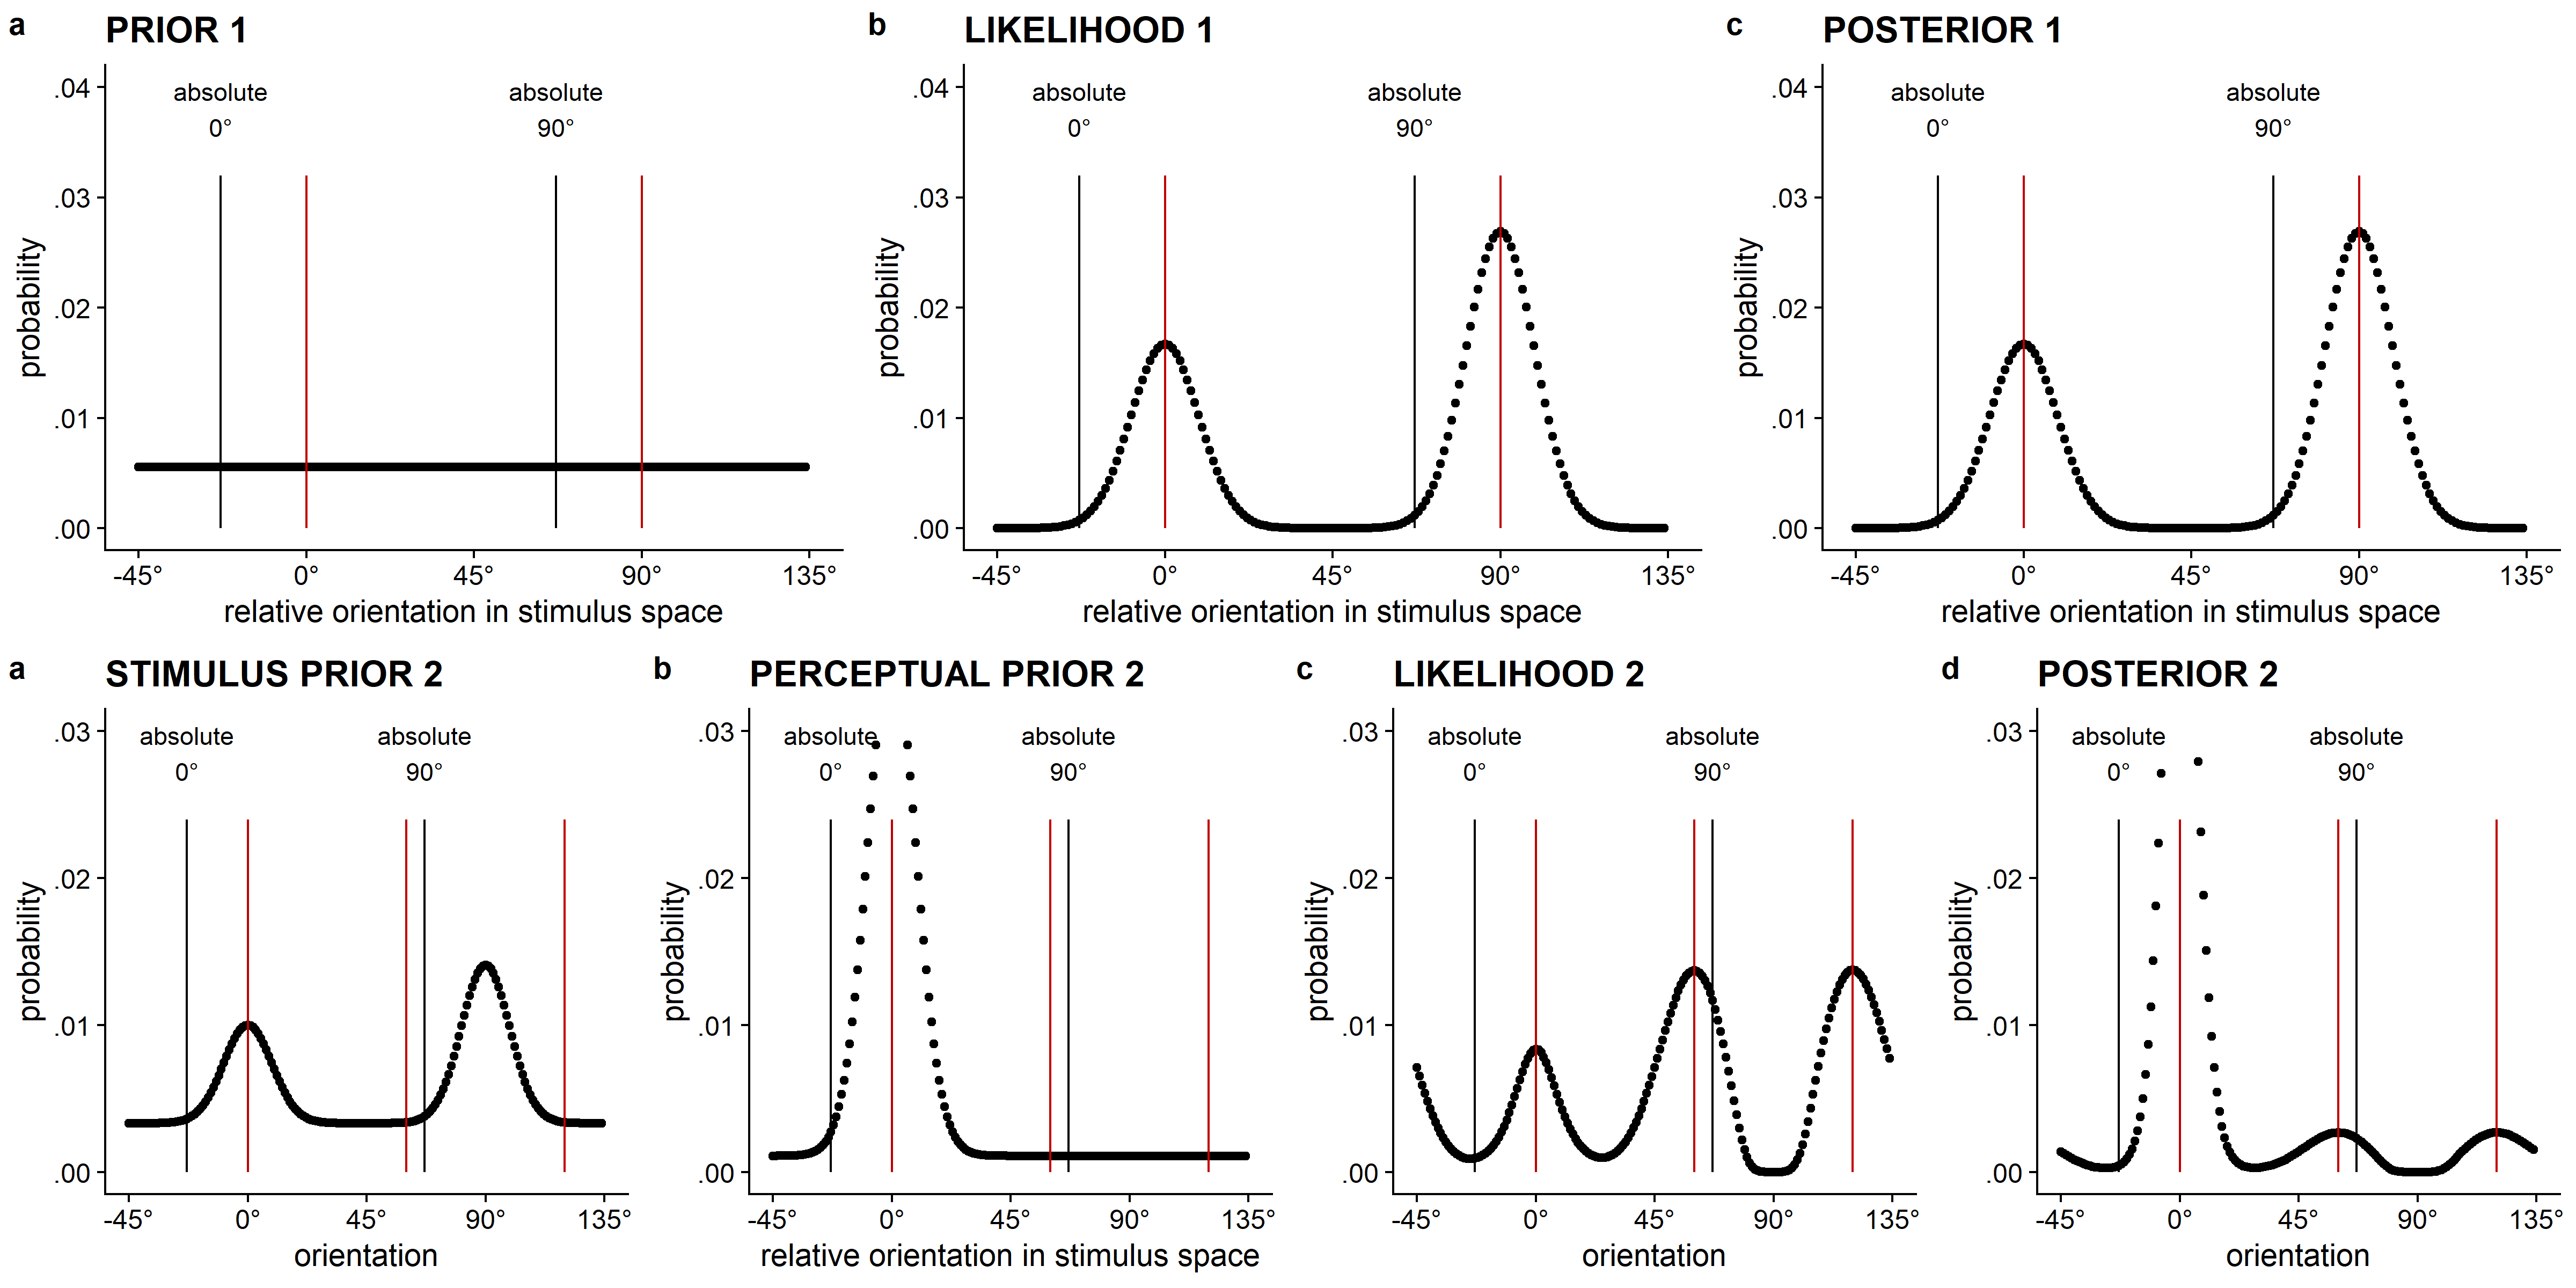 a PRIOR 1
absolute 0°
absolute 90°
.04
.03
.02
.01
.00
probability
-45° 0° 45° 90° 135°
relative orientation in stimulus space
b LIKELIHOOD 1
absolute 0°
absolute 90°
.04
.03
.02
.01
.00
probability
-45° 0° 45° 90° 135°
relative orientation in stimulus space
c POSTERIOR 1
absolute 0°
absolute 90°
.04
.03
.02
.01
.00
probability
-45° 0° 45° 90° 135°
relative orientation in stimulus space
a STIMULUS PRIOR 2
absolute 0°
absolute 90°
.03
.02
.01
.00
probability
-45° 0° 45° 90° 135°
orientation
b PERCEPTUAL PRIOR 2
absolute 0°
absolute 90°
.03
.02
.01
.00
probability
-45° 0° 45° 90° 135°
relative orientation in stimulus space
c LIKELIHOOD 2
absolute 0°
absolute 90°
.03
.02
.01
.00
probability
-45° 0° 45° 90° 135°
orientation
d POSTERIOR 2
absolute 0°
absolute 90°
.03
.02
.01
.00
probability
-45° 0° 45° 90° 135°
orientation